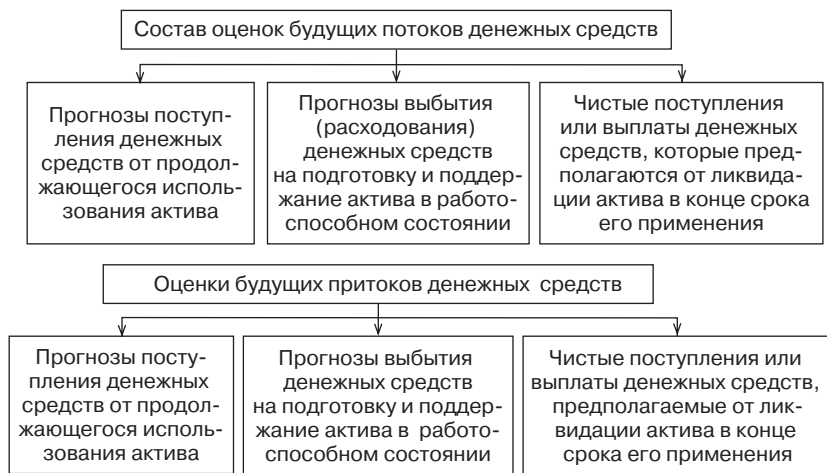 Состав оценок будущих потоков денежных средств
Прогнозы поступ-
ления денежных
средств от продол-
жающегося исполь-
зования актива
Прогнозы выбытия
(расходования)
денежных средств
на подготовку и поддер-
жание актива в работо-
способном состоянии
Чистые поступления
или выплаты денежных
средств, которые пред-
полагаются от ликвида-
ции актива в конце срока
его применения
Оценки будущих притоков денежных средств
Прогнозы посту-
пления денежных
средств от продол-
жающегося исполь-
зования актива
Прогнозы выбытия
денежных средств
на подготовку и поддер-
жание актива в работо-
способном состоянии
Чистые поступления или
выплаты денежных средств,
предполагаемые от лик-
видации актива в конце
срока его применения